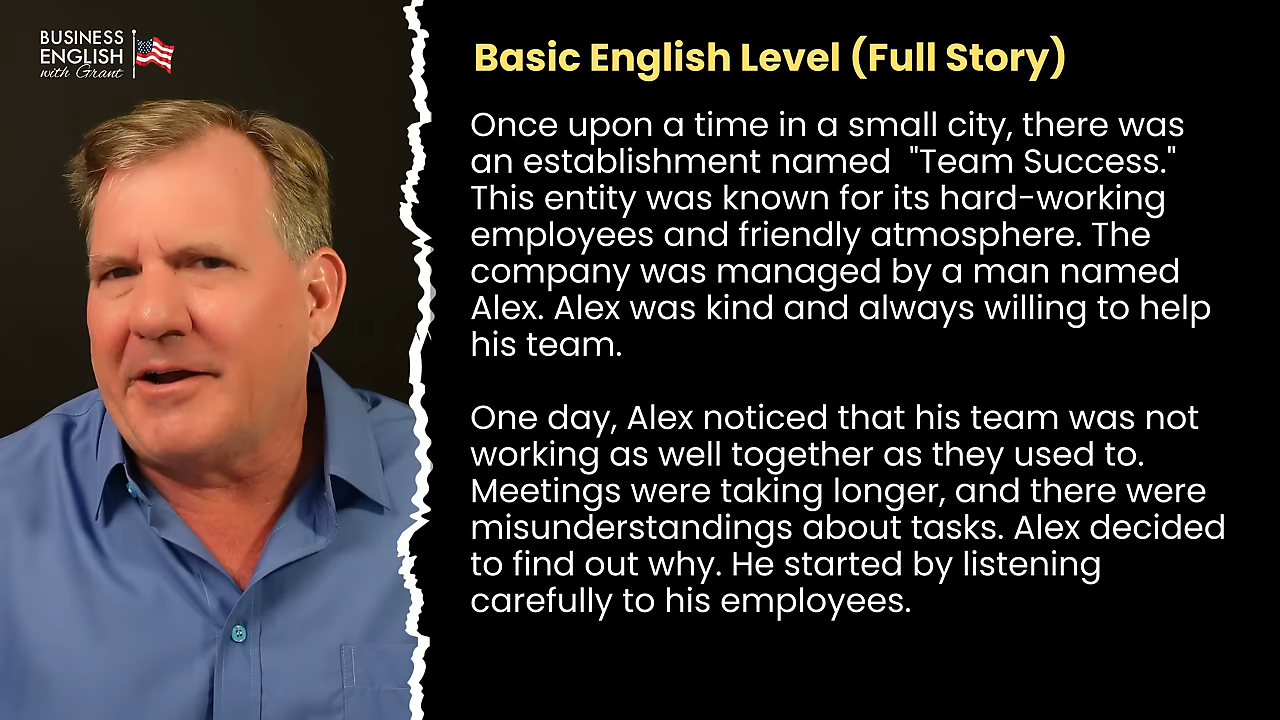 BUSINESS
ENGLISH
with Grant
Basic English Level (Full Story)
Once upon a time in a small city, there was
an establishment named  "Team Success."
This entity was known for its hard-working
employees and friendly atmosphere. The
company was managed by a man named
Alex. Alex was kind and always willing to help
his team.
One day, Alex noticed that his team was not
working as well together as they used to.
Meetings were taking longer, and there were
misunderstandings about tasks. Alex decided
to find out why. He started by listening
carefully to his employees.